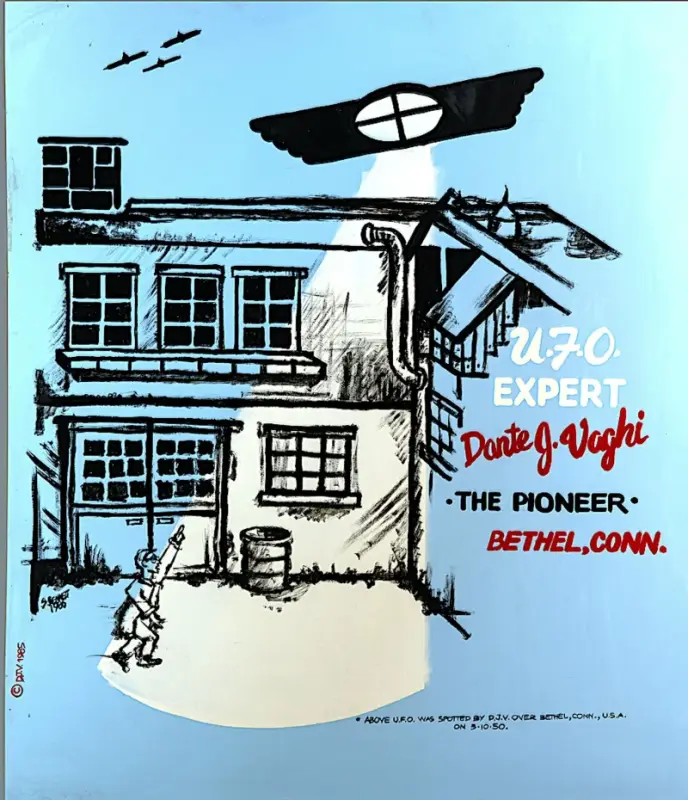 U.F.O.
EXPERT
Dante J. Vaghi
• THE PIONEER •
BETHEL, CONN.
© D.J.V. 1985
* ABOVE U.F.O. WAS SPOTTED BY D.J.V. OVER BETHEL, CONN., U.S.A.
ON 3-10-50.